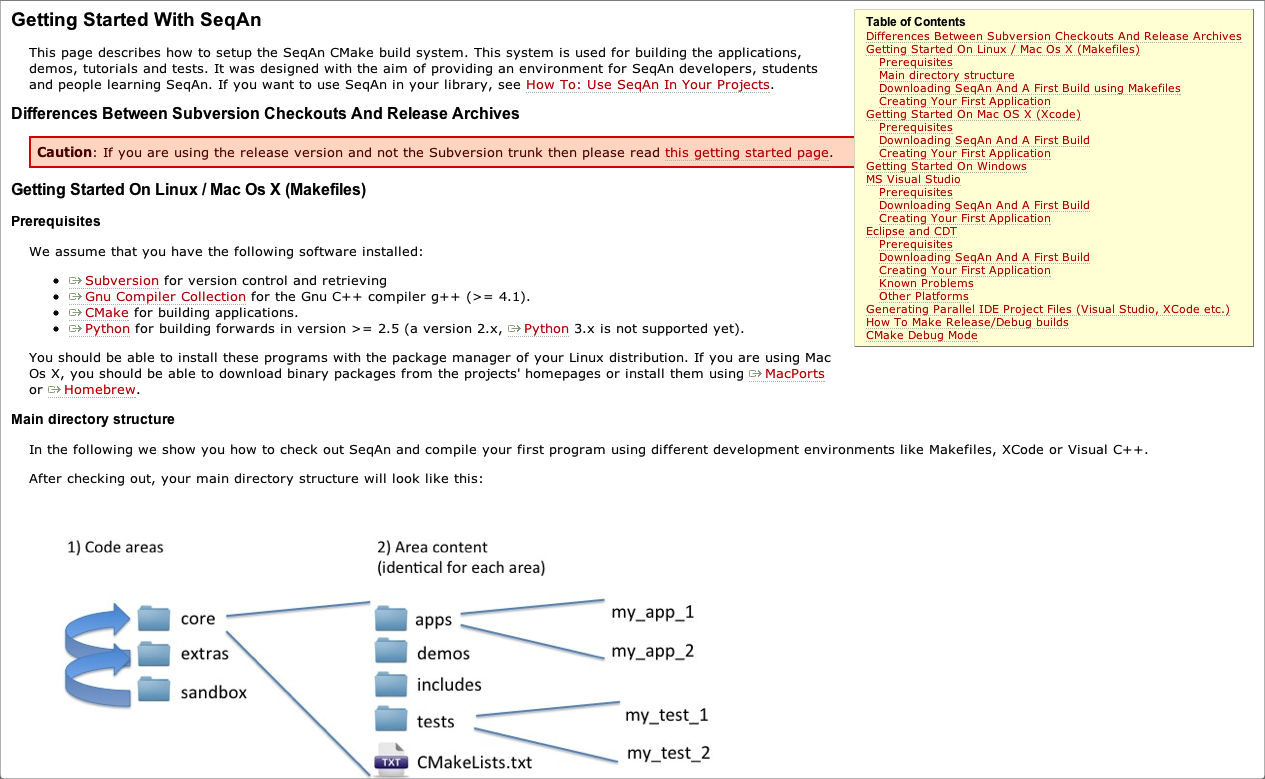 Getting Started With SeqAn
This page describes how to setup the SeqAn CMake build system. This system is used for building the applications,
demos, tutorials and tests. It was designed with the aim of providing an environment for SeqAn developers, students
and people learning SeqAn. If you want to use SeqAn in your library, see How To: Use SeqAn In Your Projects.
Differences Between Subversion Checkouts And Release Archives
Caution: If you are using the release version and not the Subversion trunk then please read this getting started page.
Table of Contents
Differences Between Subversion Checkouts And Release Archives
Getting Started On Linux / Mac Os X (Makefiles)
Prerequisites
Main directory structure
Downloading SeqAn And A First Build using Makefiles
Creating Your First Application
Getting Started On Mac OS X (Xcode)
Prerequisites
Downloading SeqAn And A First Build
Creating Your First Application
Getting Started On Windows
MS Visual Studio
Prerequisites
Downloading SeqAn And A First Build
Creating Your First Application
Eclipse and CDT
Prerequisites
Downloading SeqAn And A First Build
Creating Your First Application
Known Problems
Other Platforms
Generating Parallel IDE Project Files (Visual Studio, XCode etc.)
How To Make Release/Debug builds
CMake Debug Mode
Getting Started On Linux / Mac Os X (Makefiles)
Prerequisites
We assume that you have the following software installed:
Subversion for version control and retrieving
Gnu Compiler Collection for the Gnu C++ compiler g++ (>= 4.1).
CMake for building applications.
Python for building forwards in version >= 2.5 (a version 2.x, Python 3.x is not supported yet).
You should be able to install these programs with the package manager of your Linux distribution. If you are using Mac
Os X, you should be able to download binary packages from the projects' homepages or install them using MacPorts
or Homebrew.
Main directory structure
In the following we show you how to check out SeqAn and compile your first program using different development environments like Makefiles, XCode or Visual C++.
After checking out, your main directory structure will look like this:
1) Code areas
core
extras
sandbox
2) Area content
(identical for each area)
apps
demos
includes
tests
TXT CMakeLists.txt
my_app_1
my_app_2
my_test_1
my_test_2